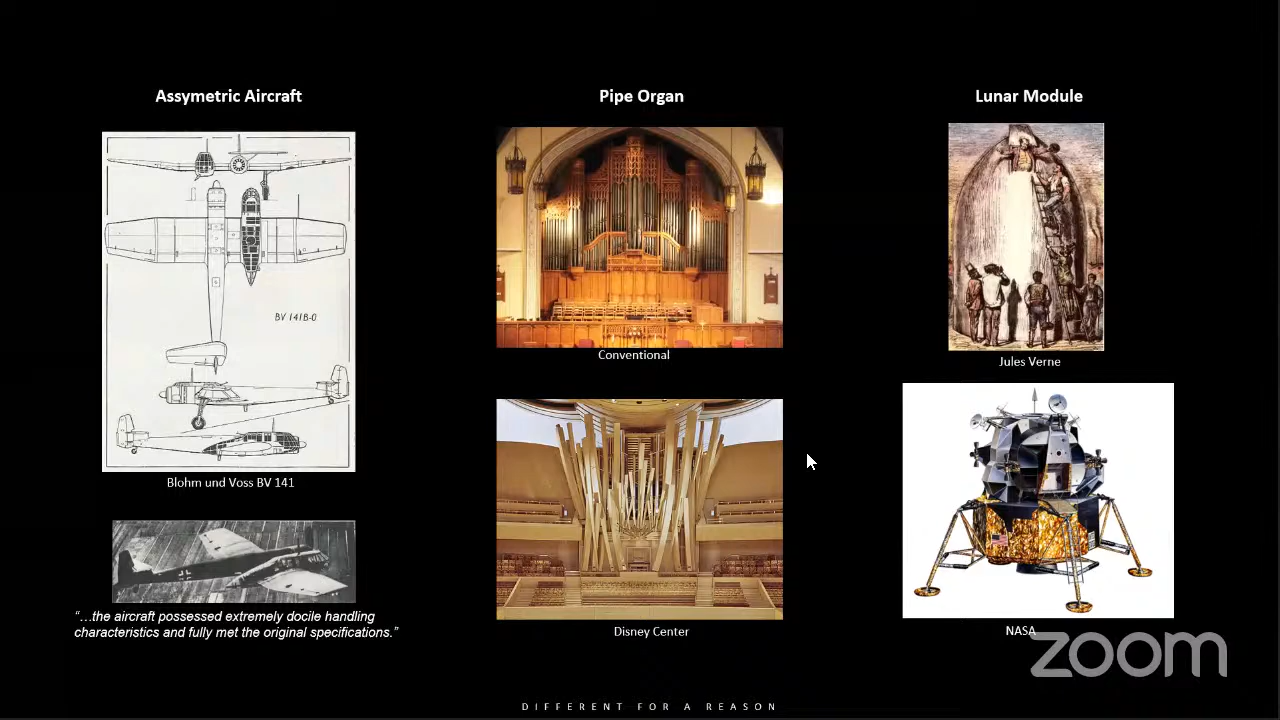 Assymetric Aircraft
BV 141B-0
Blohm und Voss BV 141
"…the aircraft possessed extremely docile handling
characteristics and fully met the original specifications."
Pipe Organ
Conventional
Disney Center
Lunar Module
Jules Verne
NASA
zoom
DIFFERENT FOR A REASON